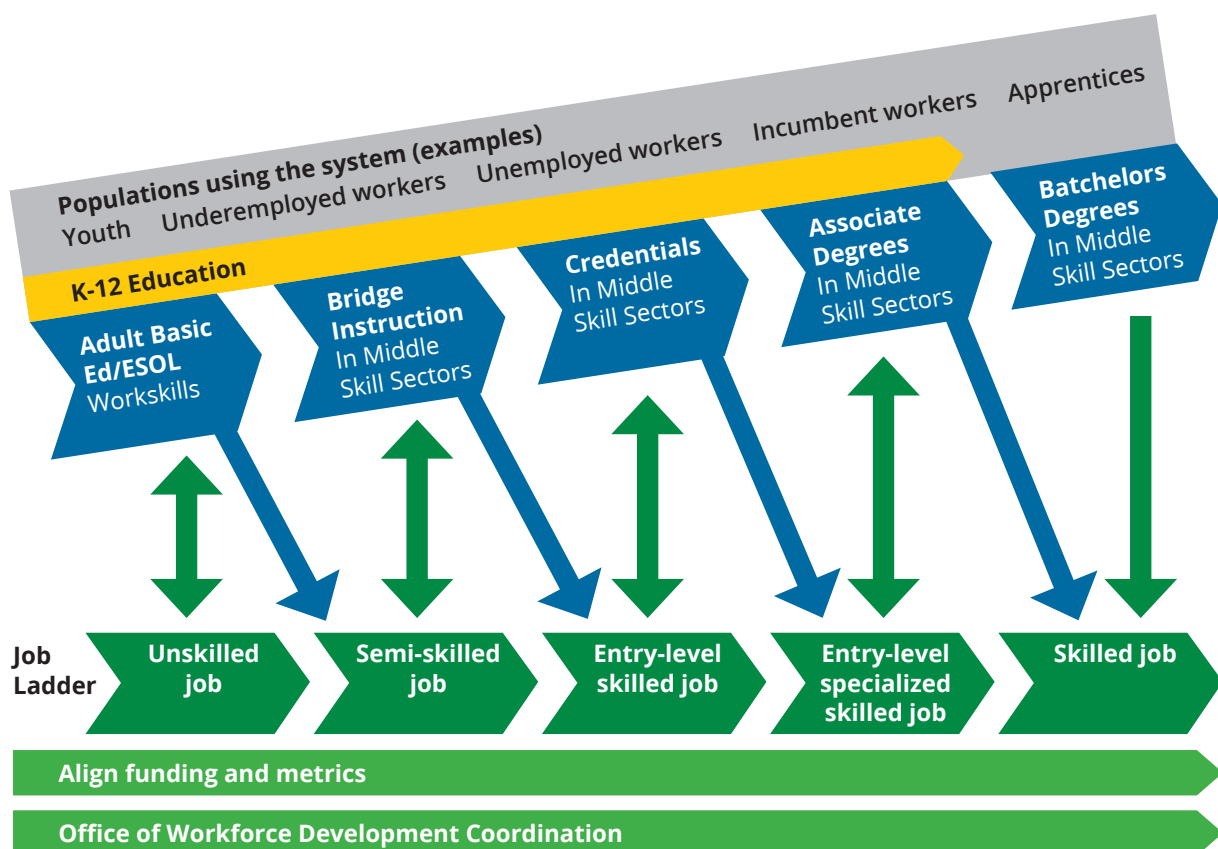 Populations using the system (examples)
Youth Underemployed workers Unemployed workers Incumbent workers Apprentices
K-12 Education
Adult Basic
Ed/ESOL
Workskills
Bridge
Instruction
In Middle
Skill Sectors
Credentials
In Middle
Skill Sectors
Associate
Degrees
In Middle
Skill Sectors
Batchelors
Degrees
In Middle
Skill Sectors
Job
Ladder
Unskilled
job
Semi-skilled
job
Entry-level
skilled job
Entry-level
specialized
skilled job
Skilled job
Align funding and metrics
Office of Workforce Development Coordination